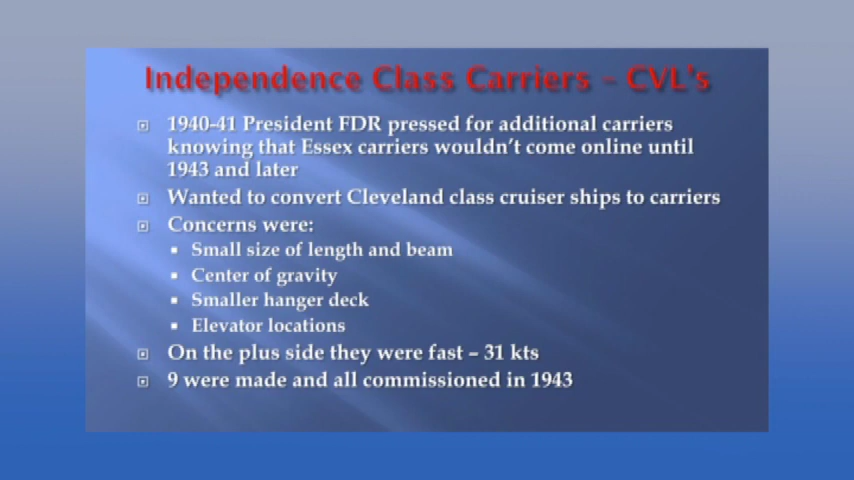 Independence Class Carriers – CVL's
1940-41 President FDR pressed for additional carriers
knowing that Essex carriers wouldn't come online until
1943 and later
Wanted to convert Cleveland class cruiser ships to carriers
Concerns were:
Small size of length and beam
Center of gravity
Smaller hanger deck
Elevator locations
On the plus side they were fast – 31 kts
9 were made and all commissioned in 1943